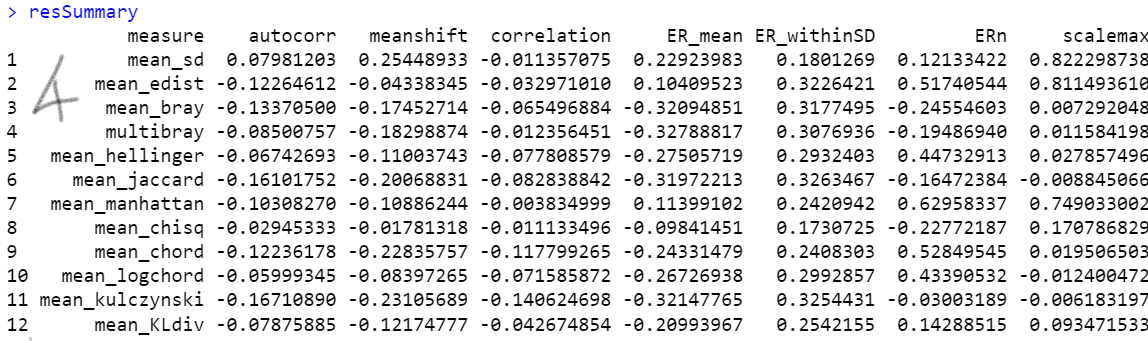 > resSummary
measure autocorr meanshift correlation ER_mean ER_withinSD ERn scalemax
1 mean_sd 0.07981203 0.25448933 -0.011357075 0.22923983 0.1801269 0.12133422 0.822298738
2 mean_edist -0.12264612 -0.04338345 -0.032971010 0.10409523 0.3226421 0.51740544 0.811493610
3 mean_bray -0.13370500 -0.17452714 -0.065496884 -0.32094851 0.3177495 -0.24554603 0.007292048
4 multibray -0.08500757 -0.18298874 -0.012356451 -0.32788817 0.3076936 -0.19486940 0.011584198
5 mean_hellinger -0.06742693 -0.11003743 -0.077808579 -0.27505719 0.2932403 0.44732913 0.027857496
6 mean_jaccard -0.16101752 -0.20068831 -0.082838842 -0.31972213 0.3263467 -0.16472384 -0.008845066
7 mean_manhattan -0.10308270 -0.10886244 -0.003834999 0.11399102 0.2420942 0.62958337 0.749033002
8 mean_chisq -0.02945333 -0.01781318 -0.011133496 -0.09841451 0.1730725 -0.22772187 0.170786829
9 mean_chord -0.12236178 -0.22835757 -0.117799265 -0.24331479 0.2408303 0.52849545 0.019506503
10 mean_logchord -0.05999345 -0.08397265 -0.071585872 -0.26726938 0.2992857 0.43390532 -0.012400472
11 mean_kulczynski -0.16710890 -0.23105689 -0.140624698 -0.32147765 0.3254431 -0.03003189 -0.006183197
12 mean_KLdiv -0.07875885 -0.12174777 -0.042674854 -0.20993967 0.2542155 0.14288515 0.093471533
4